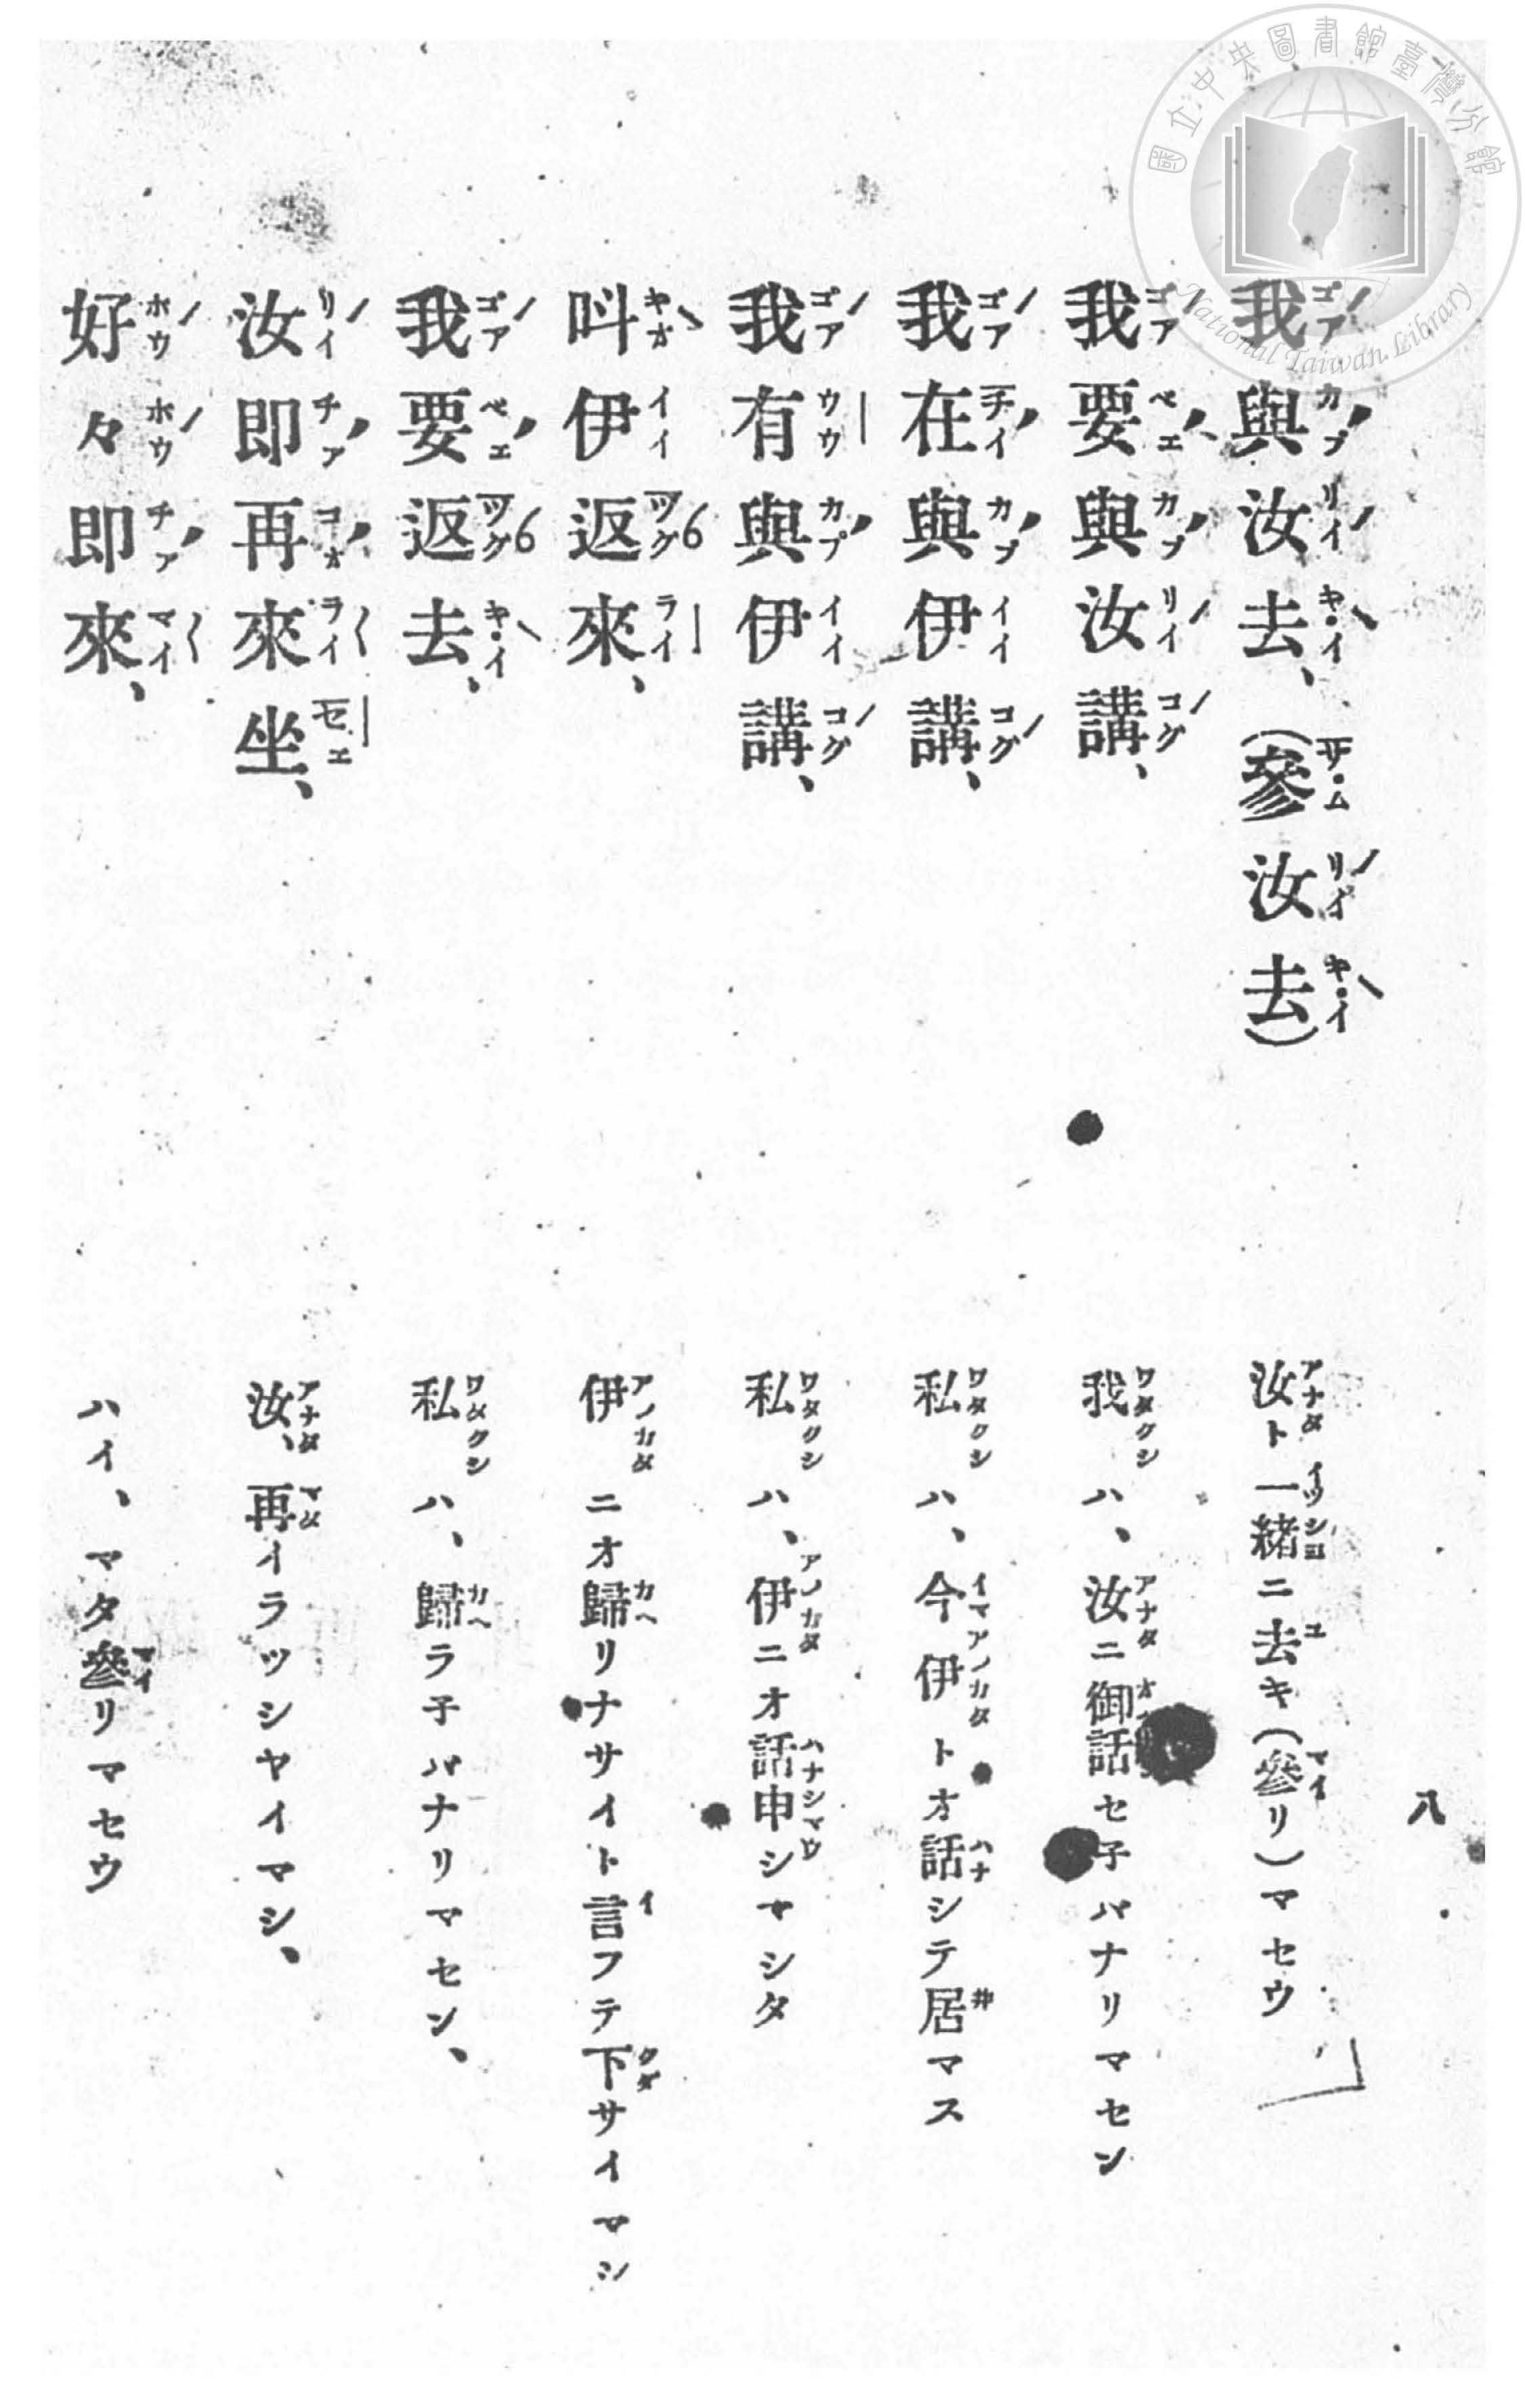 國立中央圖書館臺灣分館
National Taiwan Library
八
我與汝去、(參汝去)
汝ト一緖ニ去キ(參リ)マセウ
我要與汝講、
我ハ、汝ニ御話セ子バナリマセン
我在與伊講、
私ハ、今伊トオ話シテ居マス
我有與伊講、
私ハ、伊ニオ話申シマシタ
呌伊返來、
伊ニオ歸リナサイト言フテ下サイマシ
我要返去、
私ハ、歸ラ子バナリマセン、
汝即再來坐、
汝、再イラツシヤイマシ、
好々即來、
ハイ、マタ參リマセウ